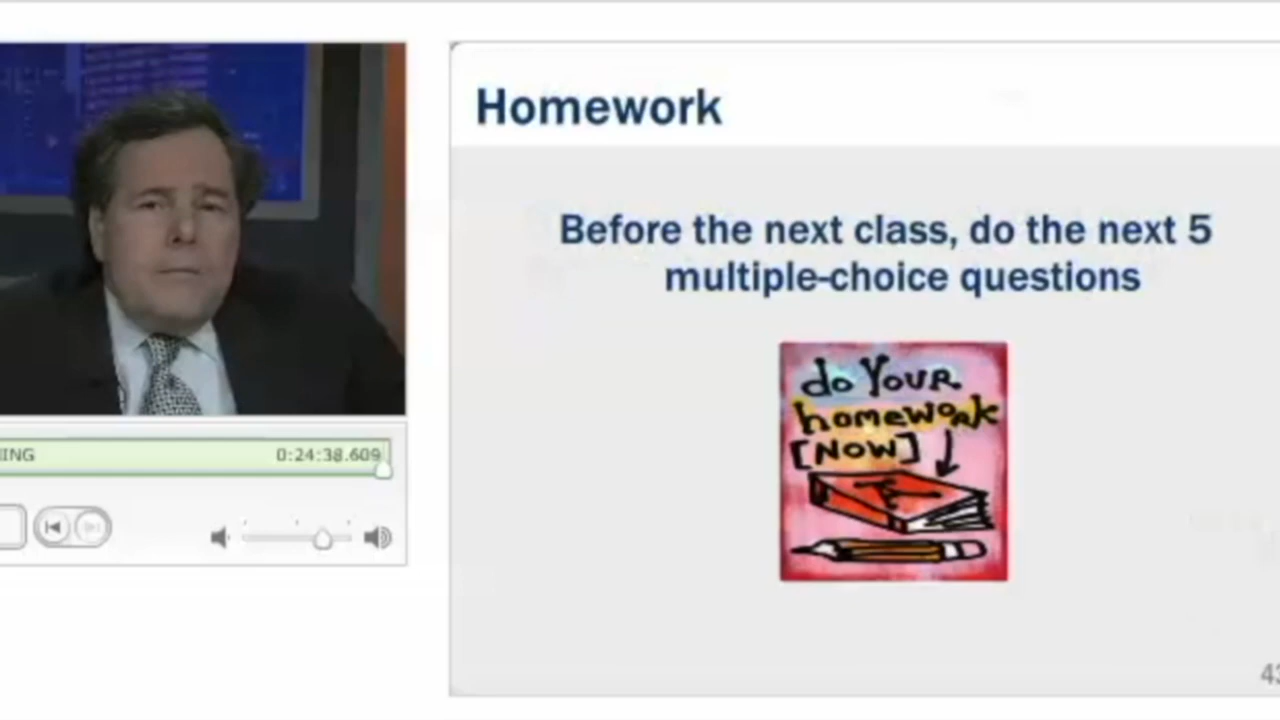 Homework
Before the next class, do the next 5
multiple-choice questions
do YOUR
homework
[NOW]
0:24:38.609